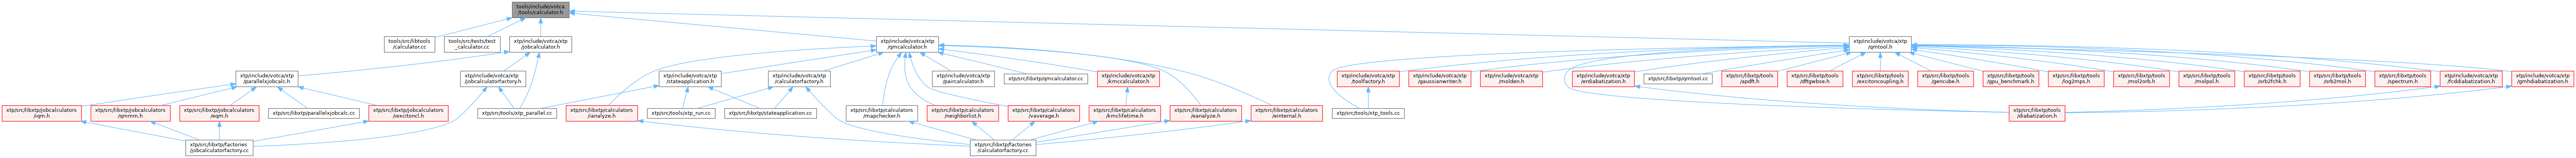 tools/include/votca
/tools/calculator.h
tools/src/libtools
/calculator.cc
tools/src/tests/test
_calculator.cc
xtp/include/votca/xtp
/jobcalculator.h
xtp/include/votca/xtp
/qmcalculator.h
xtp/include/votca/xtp
/qmtool.h
xtp/include/votca/xtp
/parallelxjobcalc.h
xtp/include/votca/xtp
/jobcalculatorfactory.h
xtp/include/votca/xtp
/stateapplication.h
xtp/include/votca/xtp
/calculatorfactory.h
xtp/include/votca/xtp
/paircalculator.h
xtp/src/libxtp/qmcalculator.cc
xtp/include/votca/xtp
/kmccalculator.h
xtp/include/votca/xtp
/toolfactory.h
xtp/include/votca/xtp
/gaussianwriter.h
xtp/include/votca/xtp
/molden.h
xtp/include/votca/xtp
/erdiabatization.h
xtp/src/libxtp/qmtool.cc
xtp/src/libxtp/tools
/apdft.h
xtp/src/libxtp/tools
/dftgwbse.h
xtp/src/libxtp/tools
/excitoncoupling.h
xtp/src/libxtp/tools
/gencube.h
xtp/src/libxtp/tools
/gpu_benchmark.h
xtp/src/libxtp/tools
/log2mps.h
xtp/src/libxtp/tools
/mol2orb.h
xtp/src/libxtp/tools
/molpol.h
xtp/src/libxtp/tools
/orb2fchk.h
xtp/src/libxtp/tools
/orb2mol.h
xtp/src/libxtp/tools
/spectrum.h
xtp/include/votca/xtp
/fcddiabatization.h
xtp/include/votca/xtp
/gmhdiabatization.h
xtp/src/libxtp/jobcalculators
/iqm.h
xtp/src/libxtp/jobcalculators
/qmmm.h
xtp/src/libxtp/jobcalculators
/eqm.h
xtp/src/libxtp/parallelxjobcalc.cc
xtp/src/libxtp/jobcalculators
/iexcitoncl.h
xtp/src/tools/xtp_parallel.cc
xtp/src/libxtp/calculators
/ianalyze.h
xtp/src/tools/xtp_run.cc
xtp/src/libxtp/stateapplication.cc
xtp/src/libxtp/calculators
/mapchecker.h
xtp/src/libxtp/calculators
/neighborlist.h
xtp/src/libxtp/calculators
/vaverage.h
xtp/src/libxtp/calculators
/kmclifetime.h
xtp/src/libxtp/calculators
/eanalyze.h
xtp/src/libxtp/calculators
/einternal.h
xtp/src/tools/xtp_tools.cc
xtp/src/libxtp/tools
/diabatization.h
xtp/src/libxtp/factories
/jobcalculatorfactory.cc
xtp/src/libxtp/factories
/calculatorfactory.cc